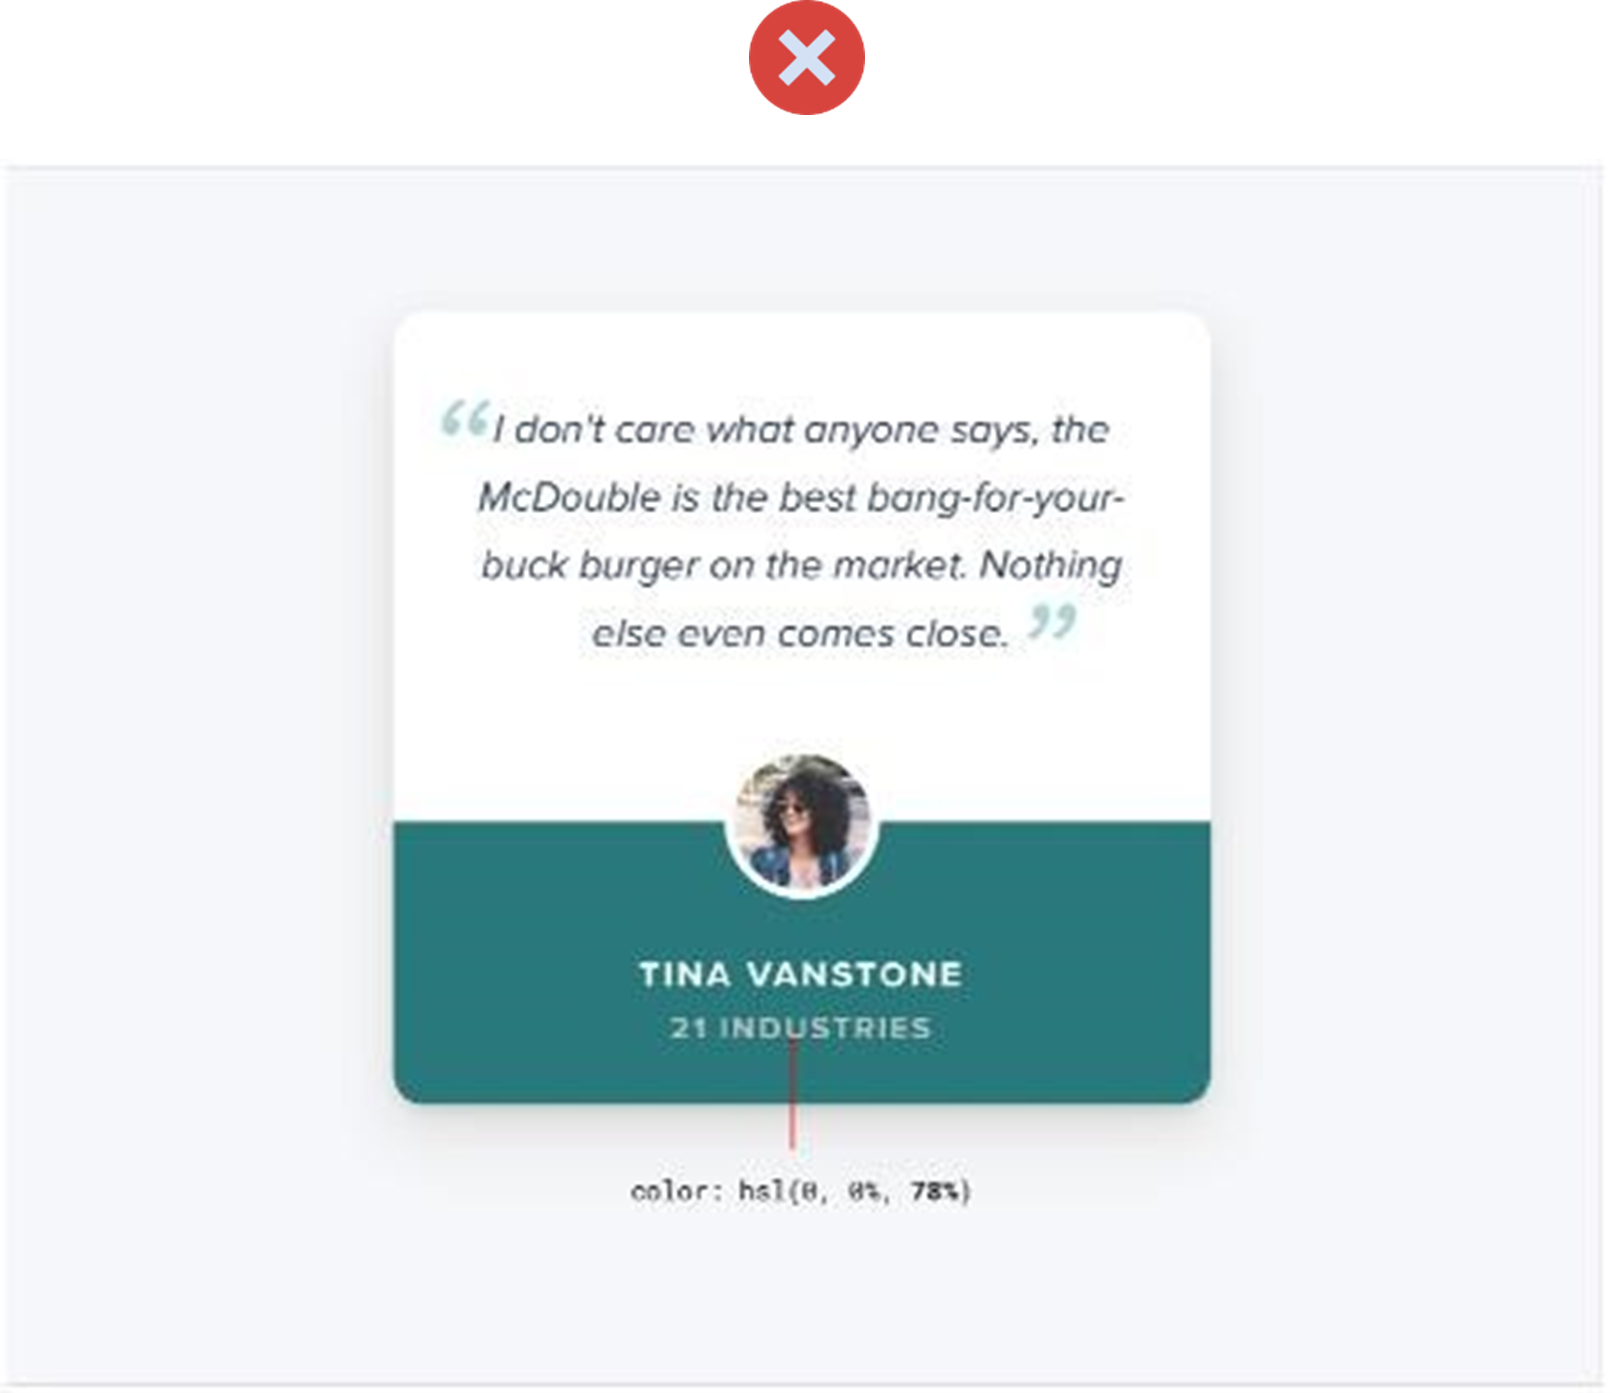 “I don't care what anyone says, the
McDouble is the best bang-for-your-
buck burger on the market. Nothing
else even comes close.”
TINA VANSTONE
21 INDUSTRIES
color: hsl(0, 0%, 78%)